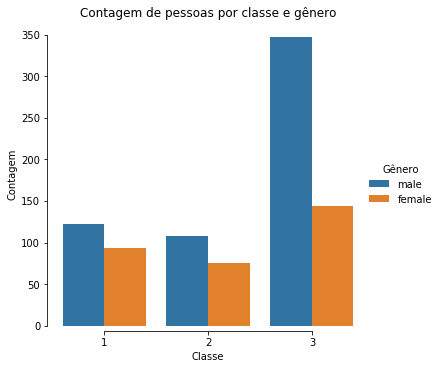 Contagem de pessoas por classe e gênero
350
300
250
200
150
100
50
0
Contagem
1
2
3
Classe
Gênero
male
female